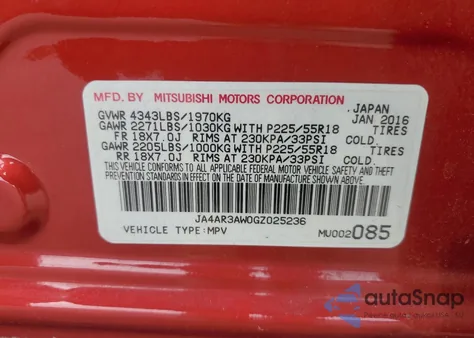 MFD. BY MITSUBISHI MOTORS CORPORATION JAPAN
GVWR 4343LBS/1970KG JAN 2016
GAWR 2271LBS/1030KG WITH P225/55R18 TIRES
FR 18X7.0J RIMS AT 230KPA/33PSI COLD.
GAWR 2205LBS/1000KG WITH P225/55R18 TIRES
RR 18X7.0J RIMS AT 230KPA/33PSI COLD.
THIS VEHICLE CONFORMS TO ALL APPLICABLE FEDERAL MOTOR VEHICLE SAFETY AND THEFT
PREVENTION STANDARDS IN EFFECT ON THE DATE OF MANUFACTURE SHOWN ABOVE.
JA4AR3AW0GZ025236
VEHICLE TYPE:MPV MU002085
autoSnap